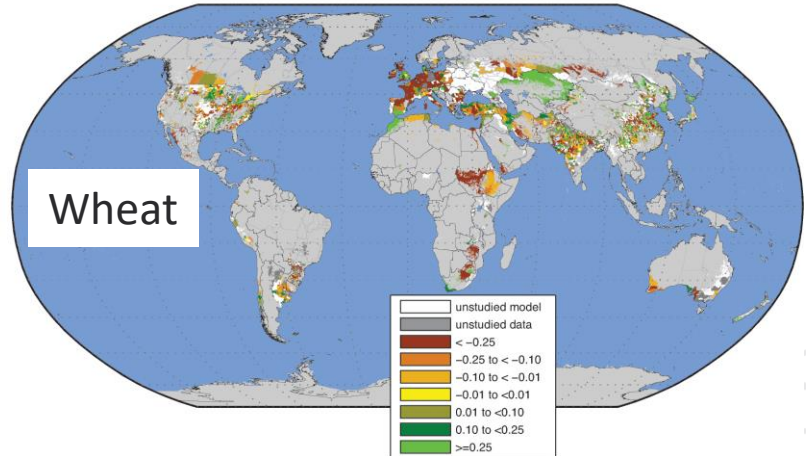 Wheat
unstudied model
unstudied data
< −0.25
−0.25 to < −0.10
−0.10 to < −0.01
−0.01 to <0.01
0.01 to <0.10
0.10 to <0.25
>=0.25